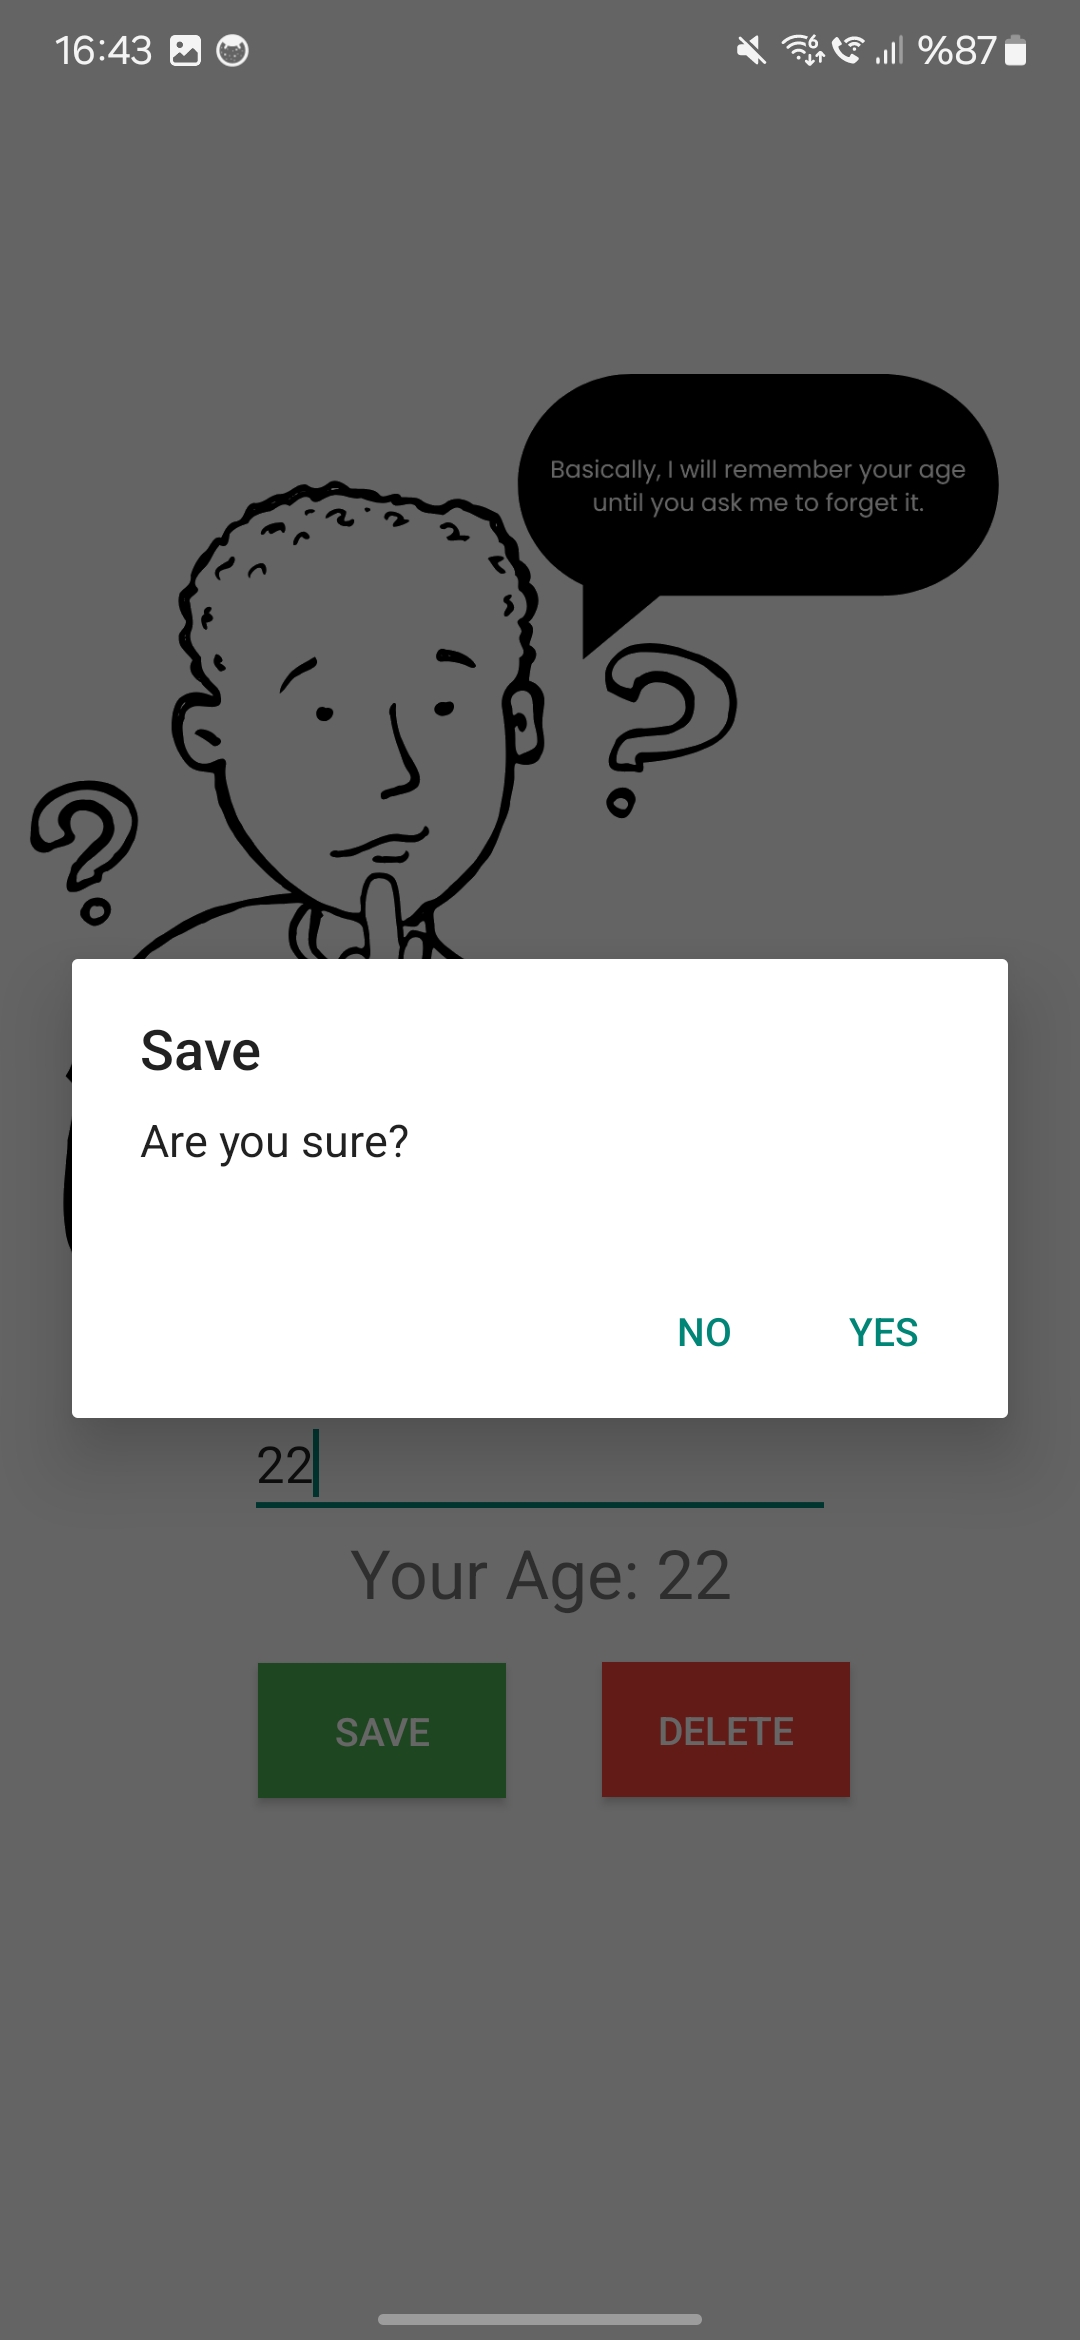 16:43
%87
Basically, I will remember your age
until you ask me to forget it.
Save
Are you sure?
NO YES
22
Your Age: 22
SAVE DELETE